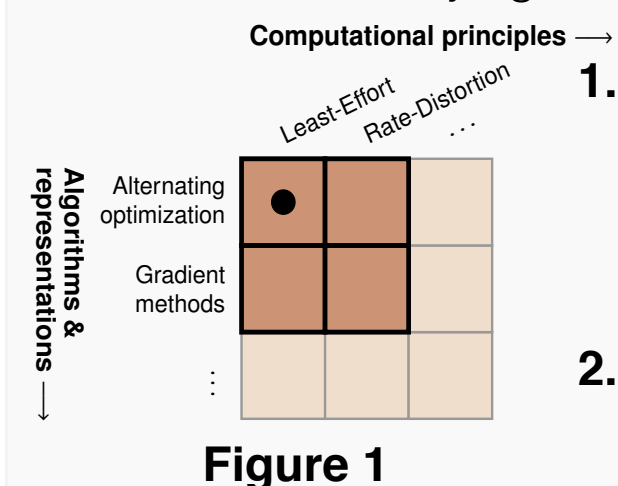 Computational principles ⟶
1.
Least-Effort
Rate-Distortion
...
Algorithms &
representations ⟶
Alternating
optimization
Gradient
methods
⋮
2.
Figure 1